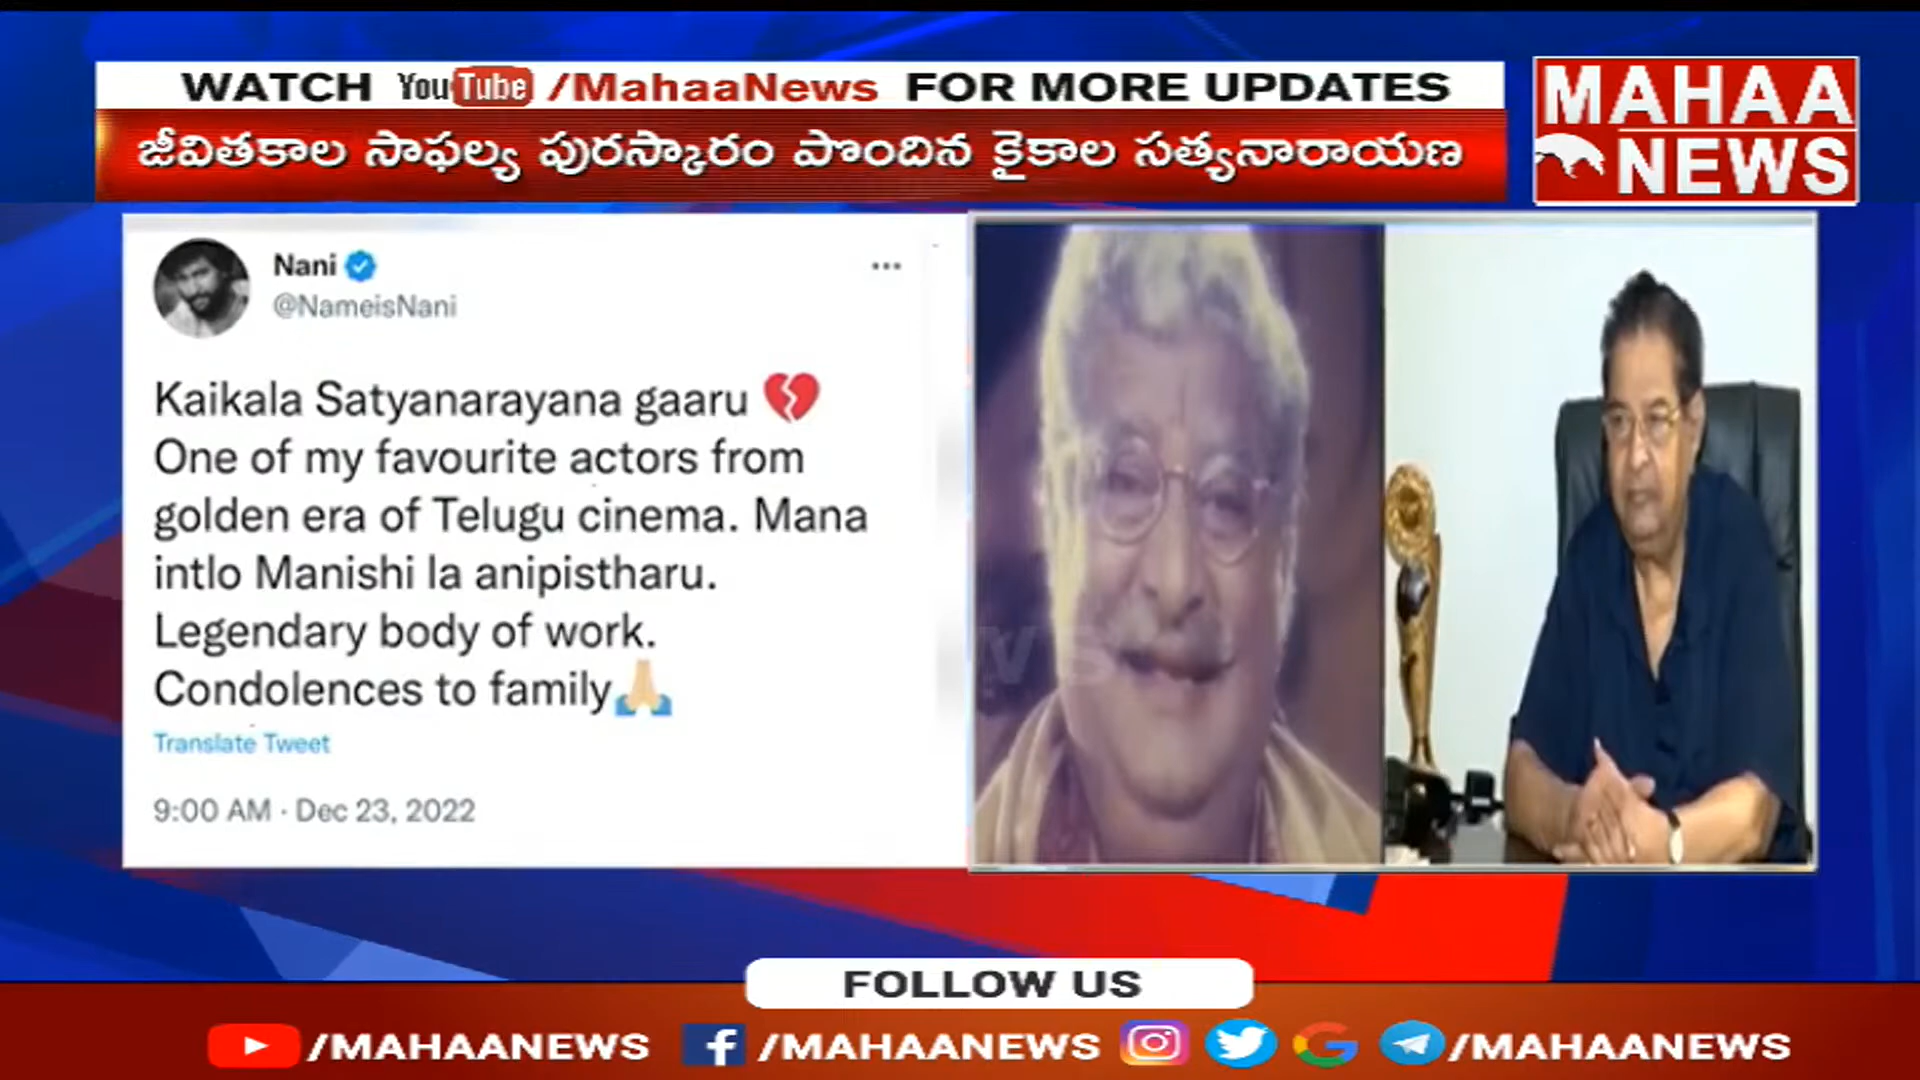 WATCH YouTube /MahaaNews FOR MORE UPDATES
జీవితకాల సాఫల్య పురస్కారం పొందిన కైకాల సత్యనారాయణ
MAHAA
NEWS
Nani
@NameisNani
Kaikala Satyanarayana gaaru 💔
One of my favourite actors from
golden era of Telugu cinema. Mana
intlo Manishi la anipistharu.
Legendary body of work.
Condolences to family🙏🏼
Translate Tweet
9:00 AM · Dec 23, 2022
FOLLOW US
/MAHAANEWS /MAHAANEWS /MAHAANEWS